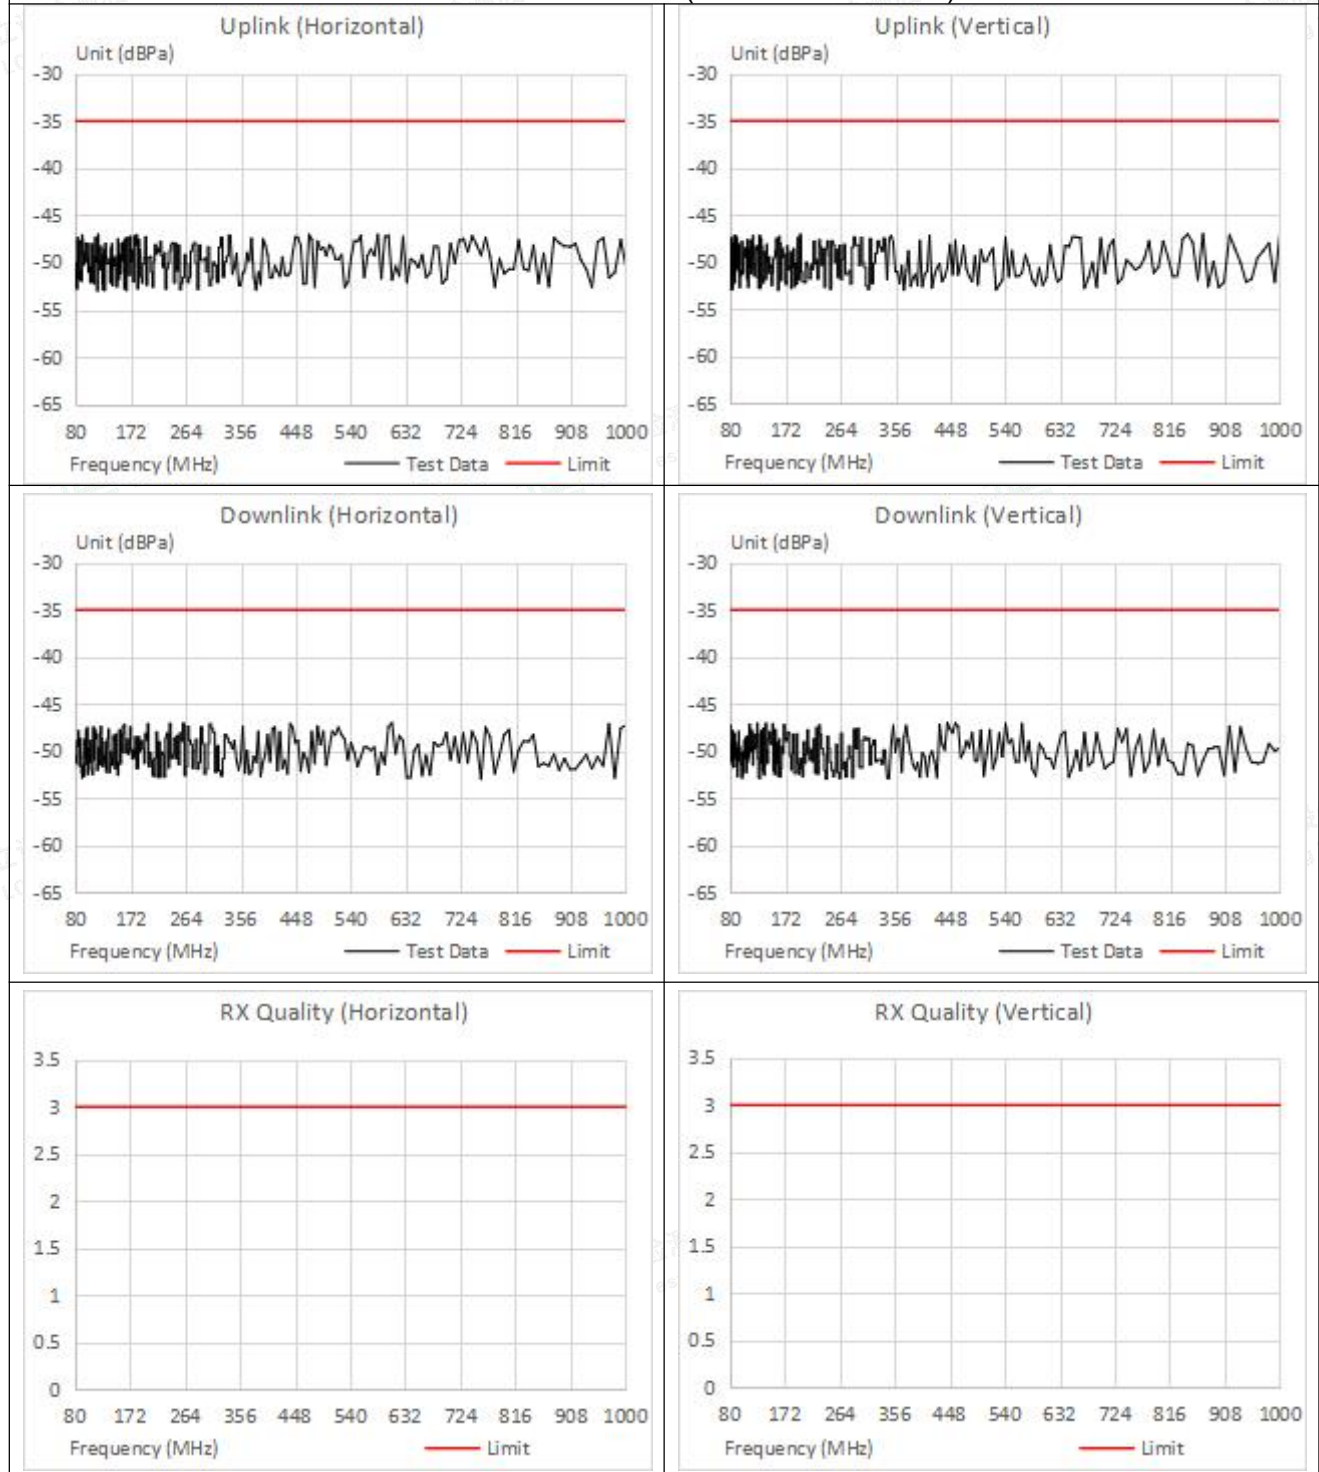 Uplink (Horizontal)
Unit (dBPa)
-30
-35
-40
-45
-50
-55
-60
-65
80 172 264 356 448 540 632 724 816 908 1000
Frequency (MHz) Test Data Limit
Uplink (Vertical)
Unit (dBPa)
-30
-35
-40
-45
-50
-55
-60
-65
80 172 264 356 448 540 632 724 816 908 1000
Frequency (MHz) Test Data Limit
Downlink (Horizontal)
Unit (dBPa)
-30
-35
-40
-45
-50
-55
-60
-65
80 172 264 356 448 540 632 724 816 908 1000
Frequency (MHz) Test Data Limit
Downlink (Vertical)
Unit (dBPa)
-30
-35
-40
-45
-50
-55
-60
-65
80 172 264 356 448 540 632 724 816 908 1000
Frequency (MHz) Test Data Limit
RX Quality (Horizontal)
3.5
3
2.5
2
1.5
1
0.5
0
80 172 264 356 448 540 632 724 816 908 1000
Frequency (MHz) Limit
RX Quality (Vertical)
3.5
3
2.5
2
1.5
1
0.5
0
80 172 264 356 448 540 632 724 816 908 1000
Frequency (MHz) Limit